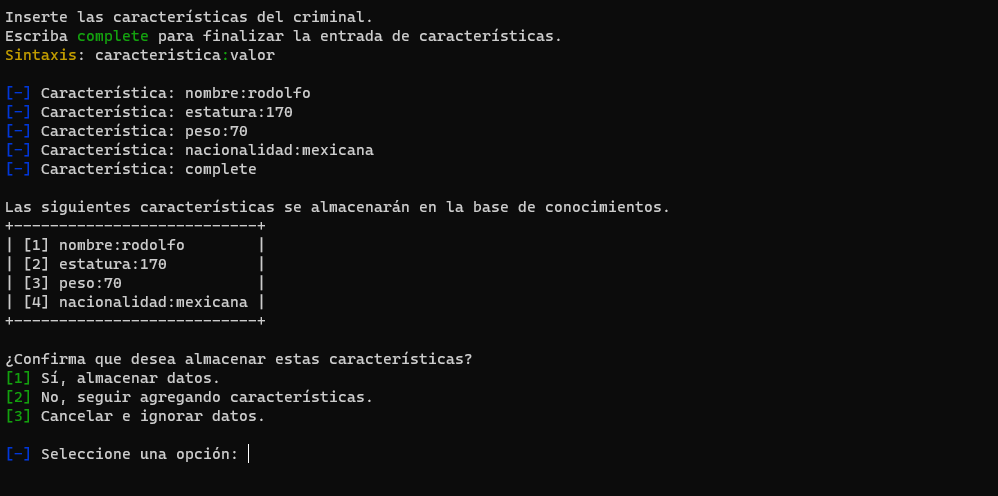 Inserte las características del criminal.
Escriba complete para finalizar la entrada de características.
Sintaxis: caracteristica:valor
[-] Característica: nombre:rodolfo
[-] Característica: estatura:170
[-] Característica: peso:70
[-] Característica: nacionalidad:mexicana
[-] Característica: complete
Las siguientes características se almacenarán en la base de conocimientos.
+---------------------------+
| [1] nombre:rodolfo        |
| [2] estatura:170          |
| [3] peso:70               |
| [4] nacionalidad:mexicana |
+---------------------------+
¿Confirma que desea almacenar estas características?
[1] Sí, almacenar datos.
[2] No, seguir agregando características.
[3] Cancelar e ignorar datos.
[-] Seleccione una opción: